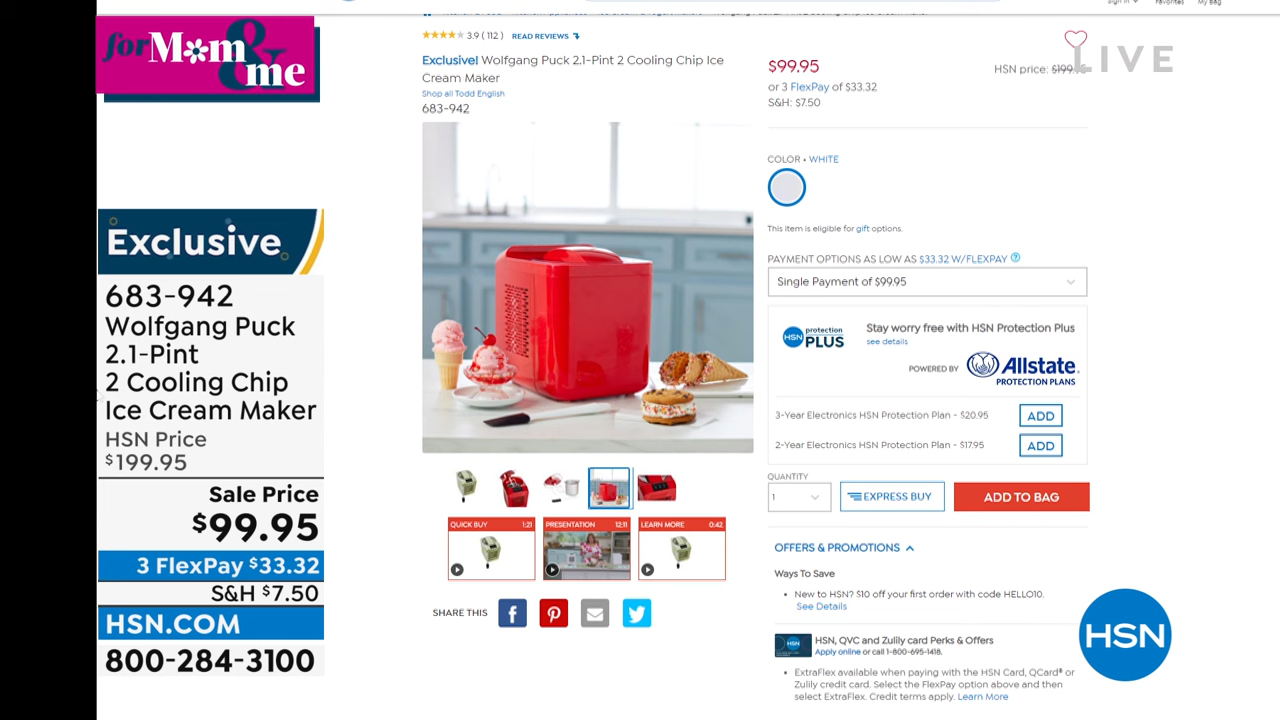 for Mom
& me
Exclusive
683-942
Wolfgang Puck
2.1-Pint
2 Cooling Chip
Ice Cream Maker
HSN Price
$199.95
Sale Price
$99.95
3 FlexPay $33.32
S&H $7.50
HSN.COM
800-284-3100
Sign In Favorites My Bag
3.9 ( 112 ) READ REVIEWS
Exclusive! Wolfgang Puck 2.1-Pint 2 Cooling Chip Ice
Cream Maker
Shop all Todd English
683-942
QUICK BUY 1:21
PRESENTATION 12:11
LEARN MORE 0:42
SHARE THIS
LIVE
$99.95
HSN price:
or 3 FlexPay of $33.32
S&H: $7.50
COLOR • WHITE
This item is eligible for gift options.
PAYMENT OPTIONS AS LOW AS $33.32 W/FLEXPAY ?
Single Payment of $99.95
HSN protection PLUS
Stay worry free with HSN Protection Plus
see details
POWERED BY Allstate
PROTECTION PLANS
3-Year Electronics HSN Protection Plan - $20.95 ADD
2-Year Electronics HSN Protection Plan - $17.95 ADD
QUANTITY
1
EXPRESS BUY
ADD TO BAG
OFFERS & PROMOTIONS
Ways To Save
• New to HSN? $10 off your first order with code HELLO10.
See Details
HSN, QVC and Zulily card Perks & Offers
Apply online or call 1-800-695-1418.
• ExtraFlex available when paying with the HSN Card, QCard® or
Zulily credit card. Select the FlexPay option above and then
select ExtraFlex. Credit terms apply. Learn More
HSN